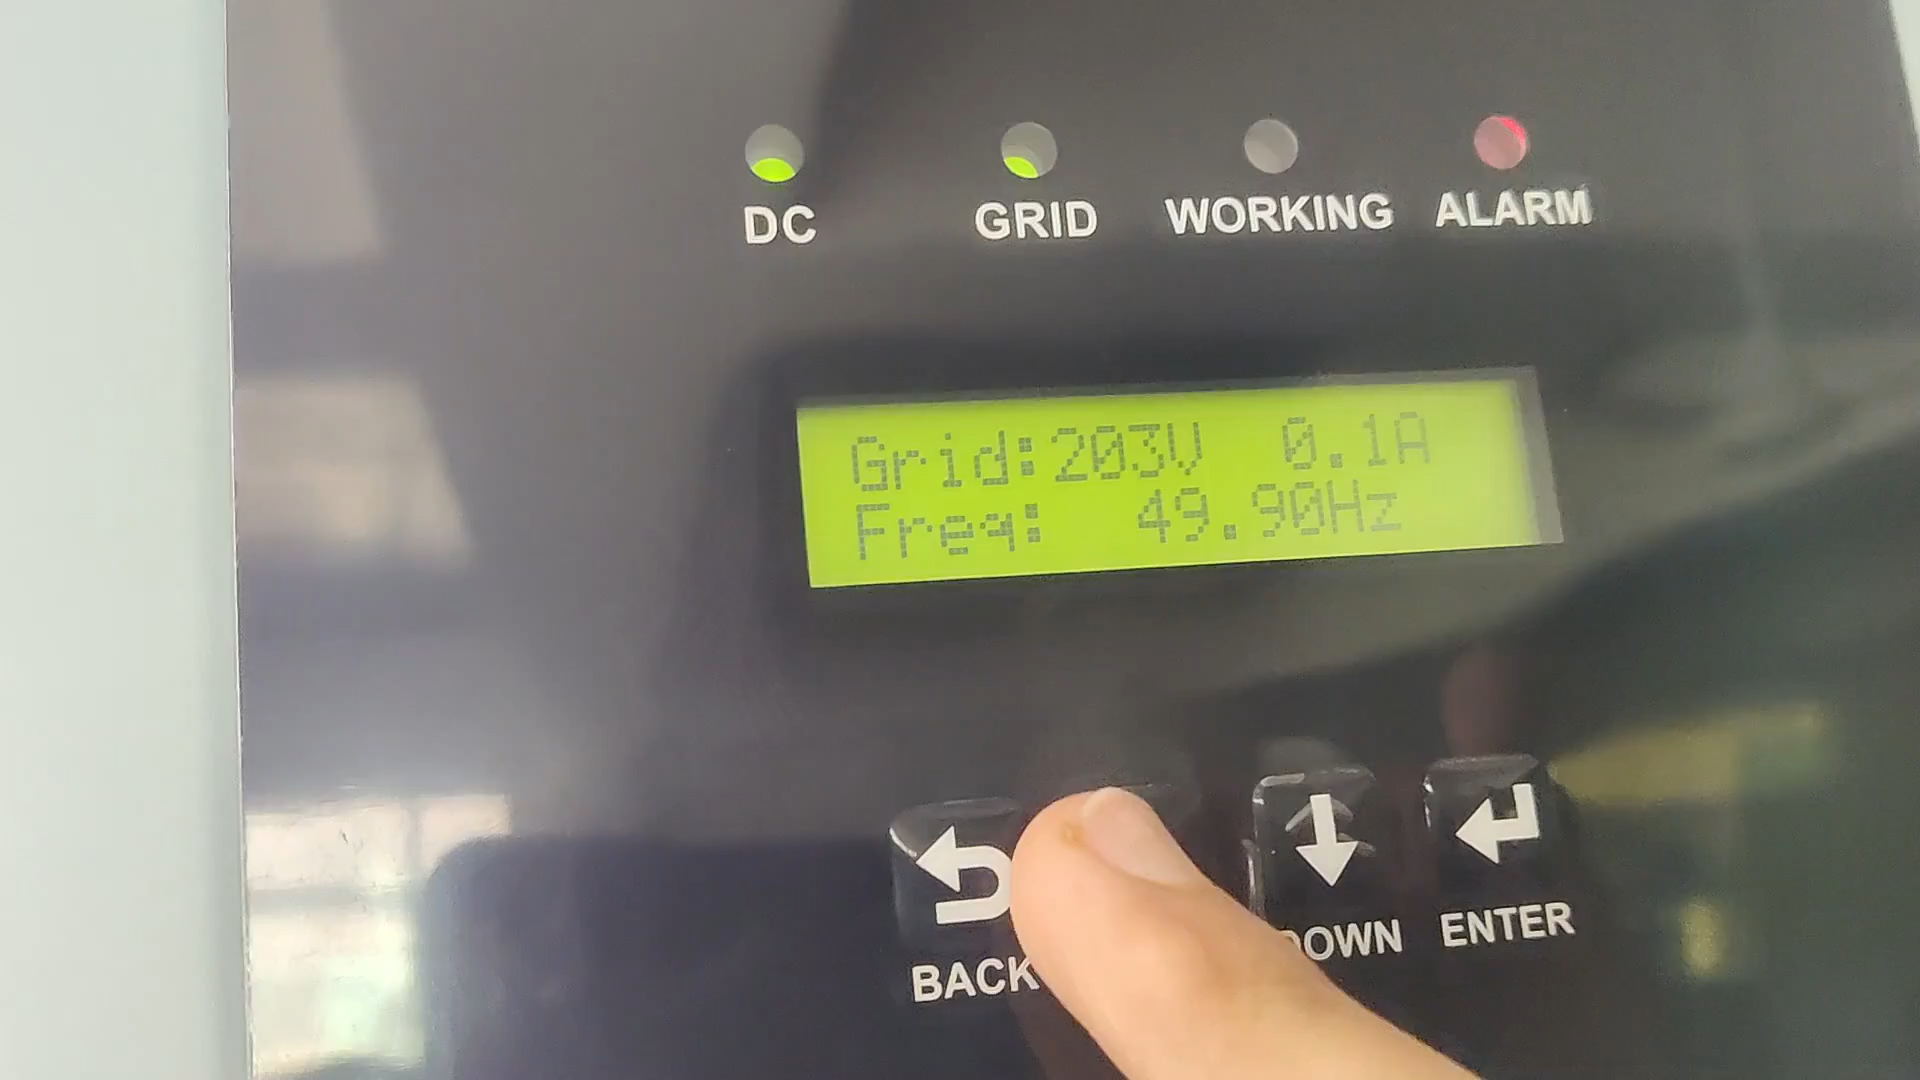 DC GRID WORKING ALARM
Grid:203V 0.1A
Freq: 49.90Hz
BACK DOWN ENTER